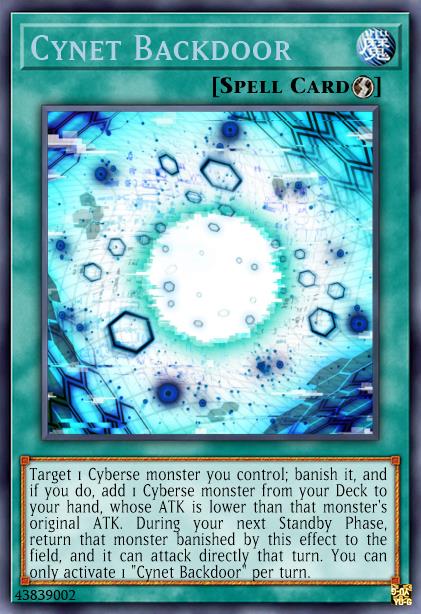 CYNET BACKDOOR
魔
[SPELL CARD]
Target 1 Cyberse monster you control; banish it, and
if you do, add 1 Cyberse monster from your Deck to
your hand, whose ATK is lower than that monster's
original ATK. During your next Standby Phase,
return that monster banished by this effect to the
field, and it can attack directly that turn. You can
only activate 1 "Cynet Backdoor" per turn.
43839002